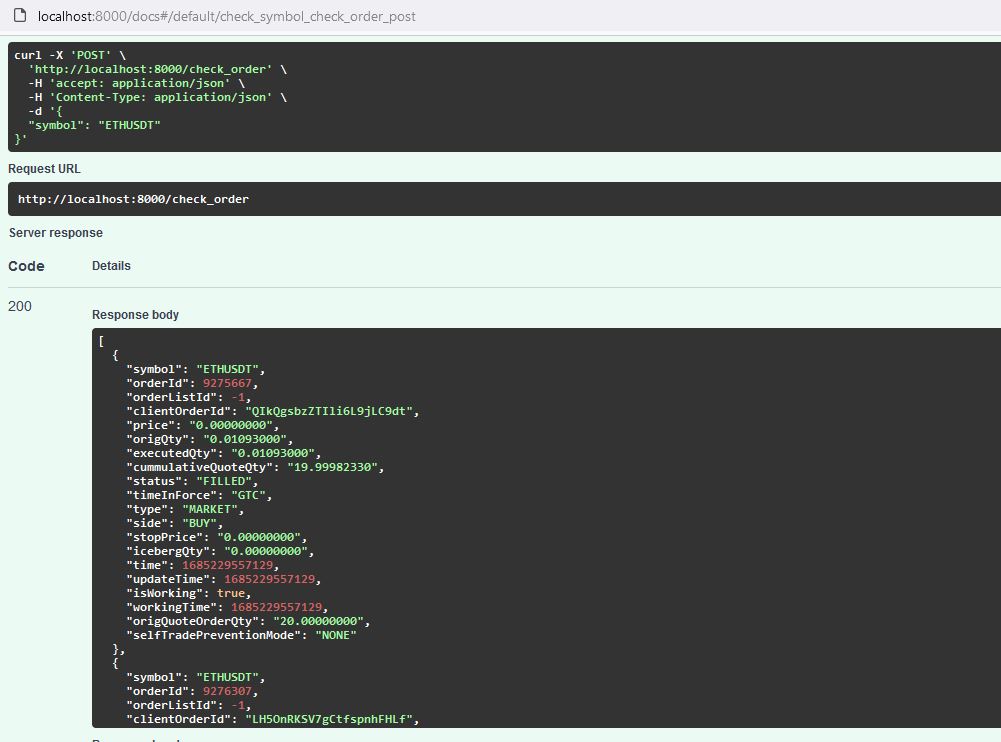 localhost:8000/docs#/default/check_symbol_check_order_post
curl -X 'POST' \
'http://localhost:8000/check_order' \
-H 'accept: application/json' \
-H 'Content-Type: application/json' \
-d '{
"symbol": "ETHUSDT"
}'
Request URL
http://localhost:8000/check_order
Server response
Code Details
200
Response body
[
{
"symbol": "ETHUSDT",
"orderId": 9275667,
"orderListId": -1,
"clientOrderId": "QIkQgsbzZTIli6L9jLC9dt",
"price": "0.00000000",
"origQty": "0.01093000",
"executedQty": "0.01093000",
"cummulativeQuoteQty": "19.99982330",
"status": "FILLED",
"timeInForce": "GTC",
"type": "MARKET",
"side": "BUY",
"stopPrice": "0.00000000",
"icebergQty": "0.00000000",
"time": 1685229557129,
"updateTime": 1685229557129,
"isWorking": true,
"workingTime": 1685229557129,
"origQuoteOrderQty": "20.00000000",
"selfTradePreventionMode": "NONE"
},
{
"symbol": "ETHUSDT",
"orderId": 9276307,
"orderListId": -1,
"clientOrderId": "LH5OnRKSV7gCtfspnhFHLf",